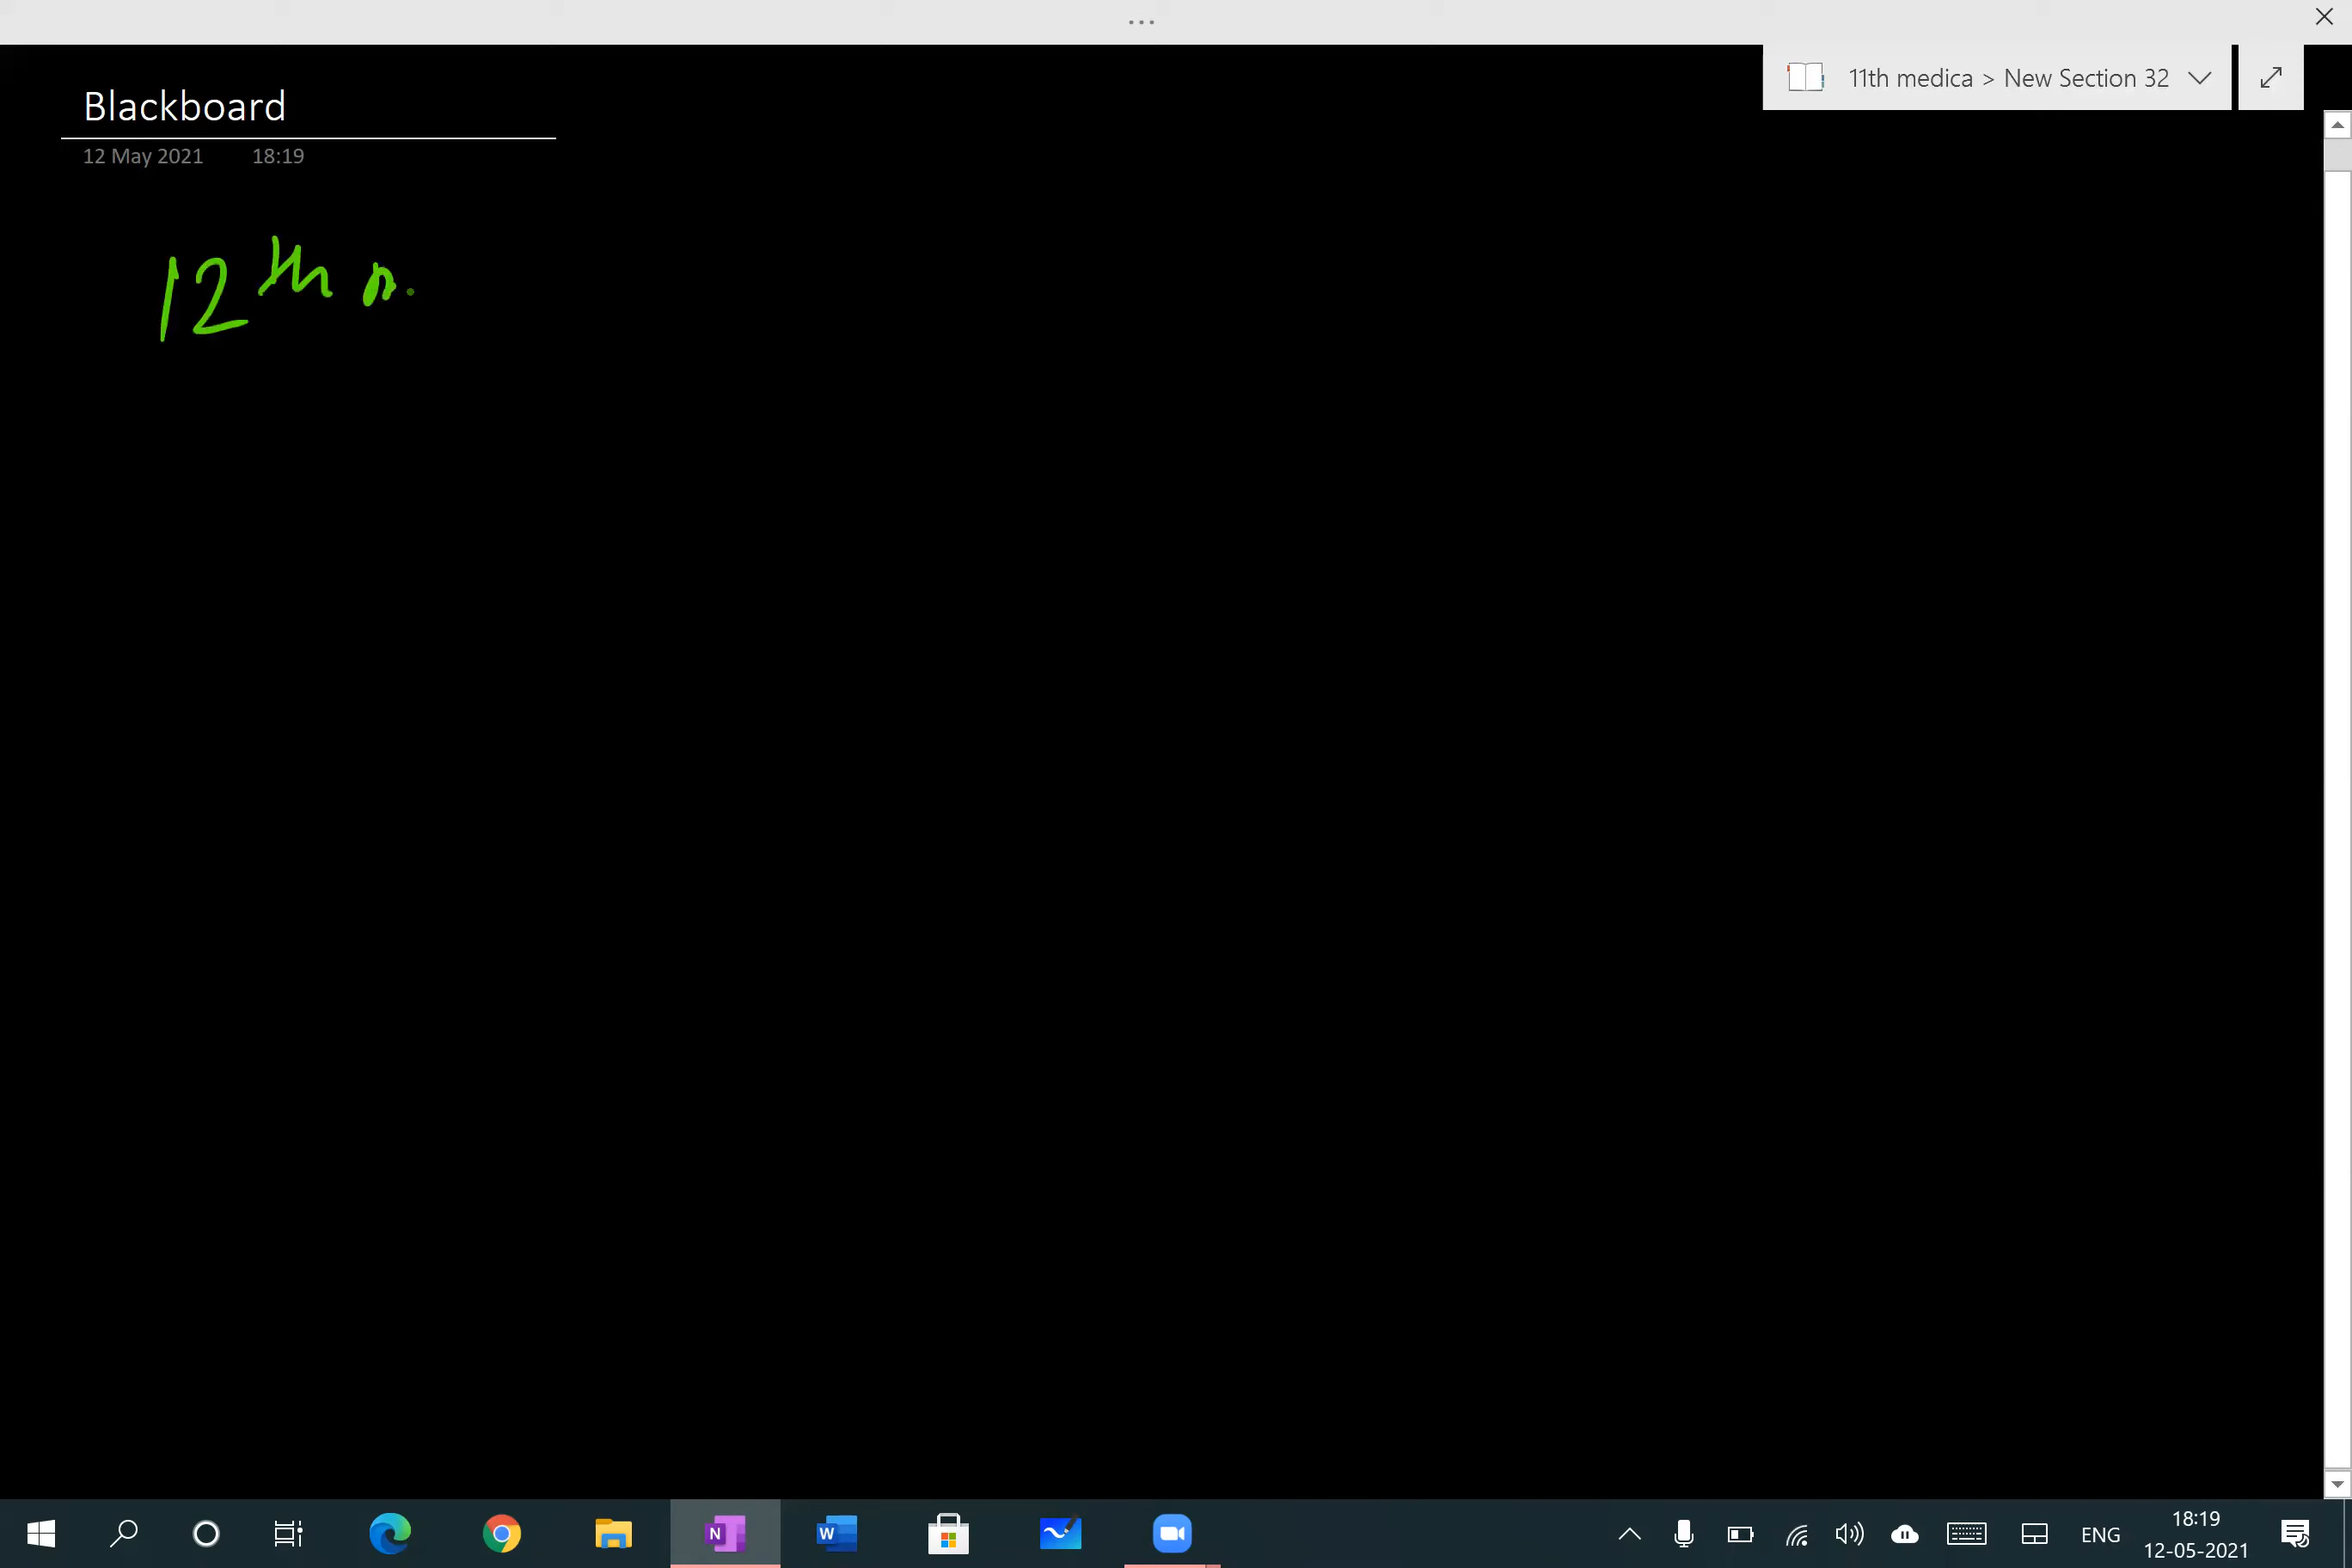 11th medica > New Section 32
Blackboard
12 May 2021 18:19
12th
ENG
18:19
12-05-2021